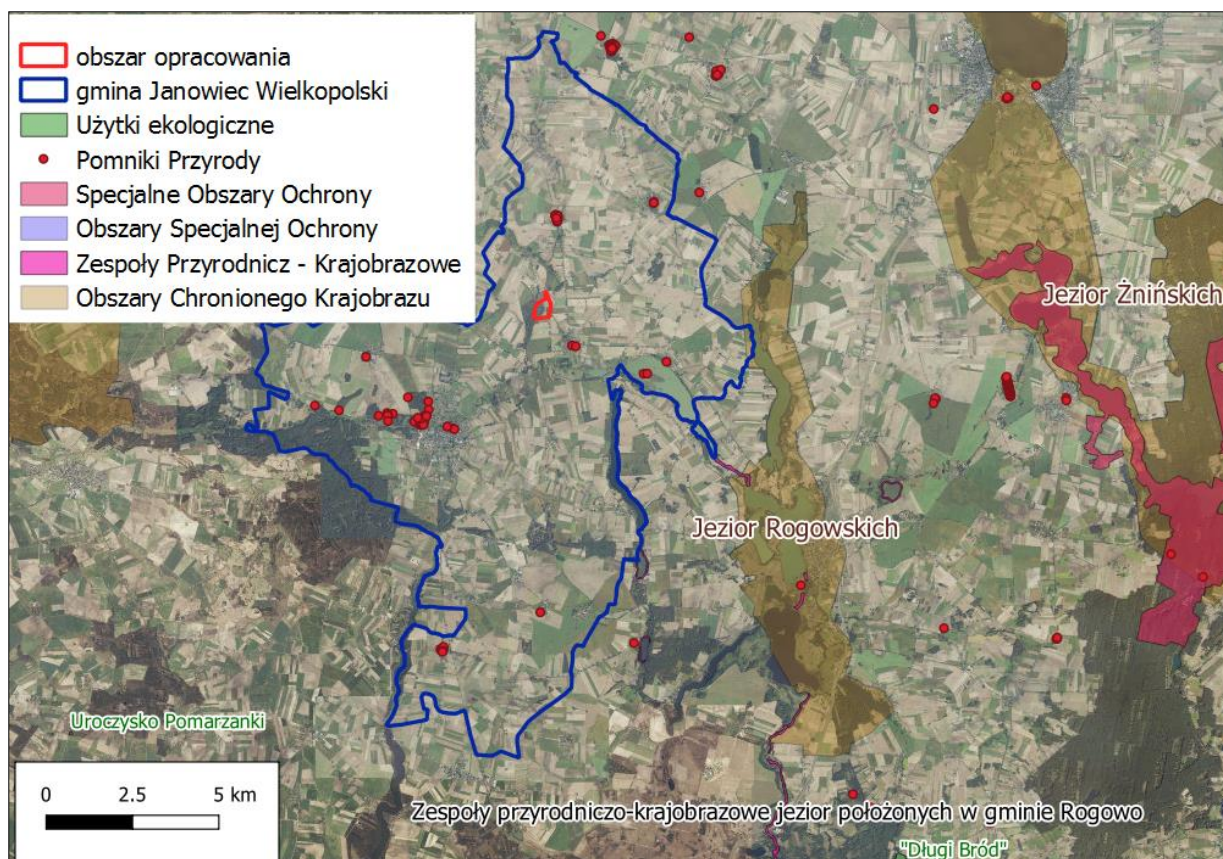 obszar opracowania
gmina Janowiec Wielkopolski
Użytki ekologiczne
Pomniki Przyrody
Specjalne Obszary Ochrony
Obszary Specjalnej Ochrony
Zespoły Przyrodnicz - Krajobrazowe
Obszary Chronionego Krajobrazu
Jezior Żnińskich
Jezior Rogowskich
Uroczysko Pomarzanki
0 2.5 5 km
Zespoły przyrodniczo-krajobrazowe jezior położonych w gminie Rogowo
"Długi Bród"